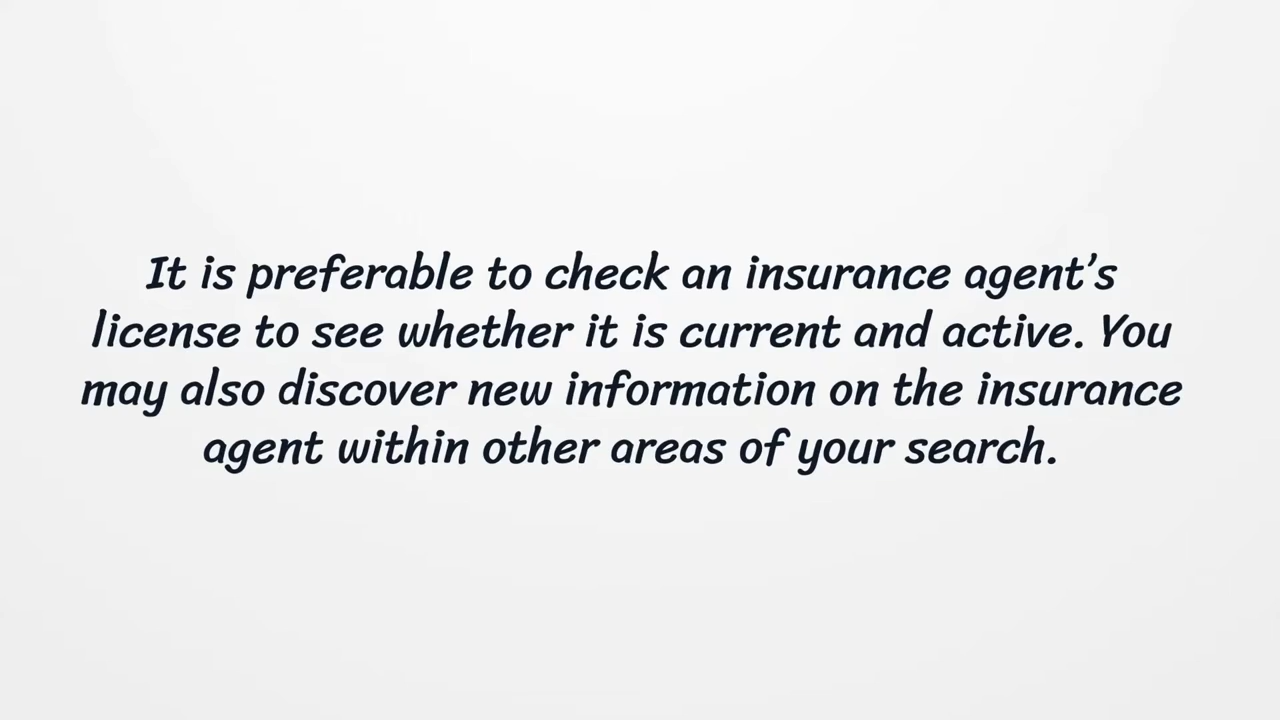 It is preferable to check an insurance agent's
license to see whether it is current and active. You
may also discover new information on the insurance
agent within other areas of your search.